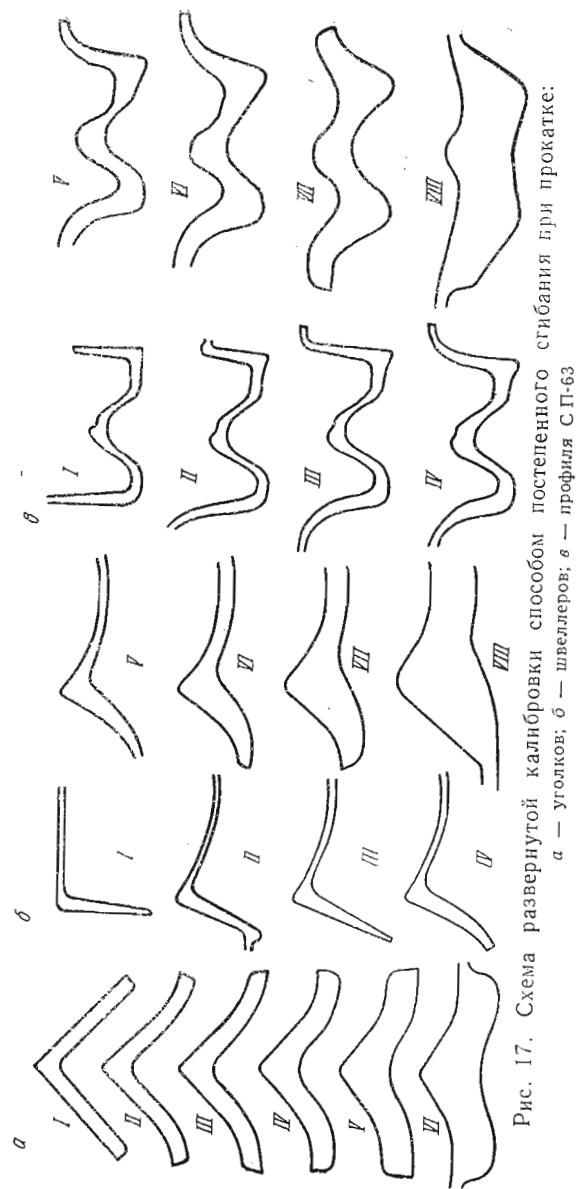 а
I
II
III
IV
V
VI
б
I
II
III
IV
V
VI
VII
VIII
в
I
II
III
IV
V
VI
VII
VIII
Рис. 17. Схема развернутой калибровки способом постепенного сгибания при прокатке:
а — уголков; б — швеллеров; в — профиля СП-63